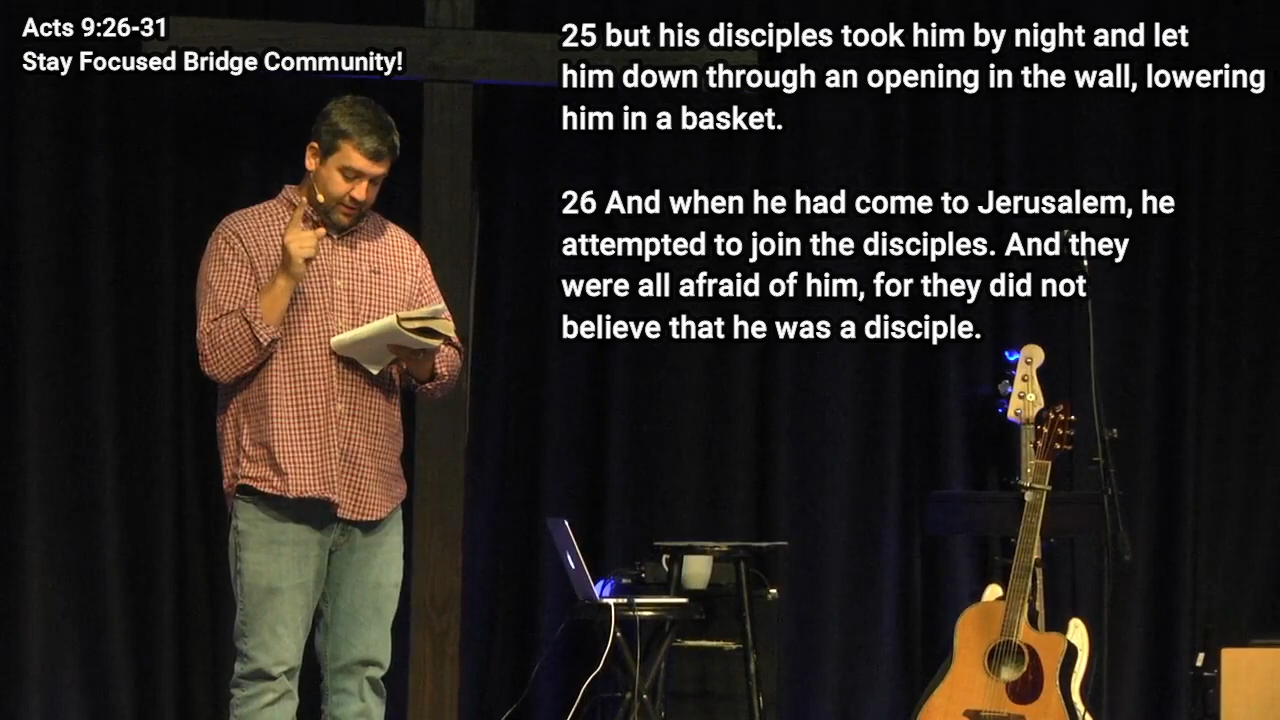 Acts 9:26-31
Stay Focused Bridge Community!
25 but his disciples took him by night and let
him down through an opening in the wall, lowering
him in a basket.
26 And when he had come to Jerusalem, he
attempted to join the disciples. And they
were all afraid of him, for they did not
believe that he was a disciple.